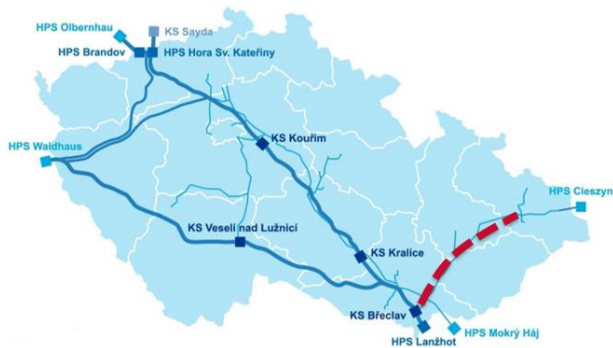 HPS Olbernhau
KS Sayda
HPS Brandov
HPS Hora Sv. Kateřiny
KS Kouřim
HPS Waidhaus
HPS Cieszyn
KS Veselí nad Lužnicí
KS Kralice
KS Břeclav
HPS Mokrý Háj
HPS Lanžhot